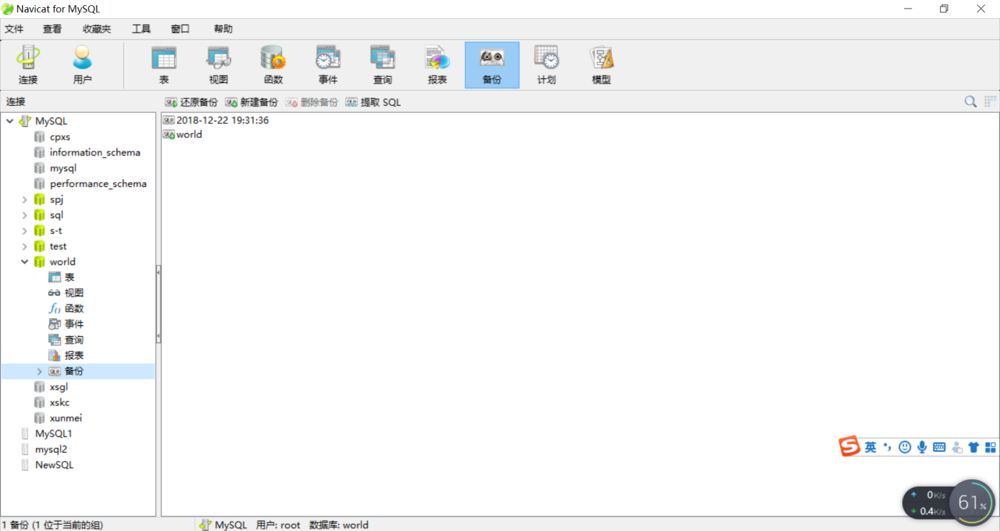 Navicat for MySQL
文件 查看 收藏夹 工具 窗口 帮助
连接 用户 表 视图 函数 事件 查询 报表 备份 计划 模型
连接 还原备份 新建备份 删除备份 提取 SQL
MySQL
cpxs
information_schema
mysql
performance_schema
spj
sql
s-t
test
world
表
视图
函数
事件
查询
报表
备份
xsgl
xskc
xunmei
MySQL1
mysql2
NewSQL
2018-12-22 19:31:36
world
英
0K/s
0.4K/s
61%
1 备份 (1 位于当前的组) MySQL 用户: root 数据库: world